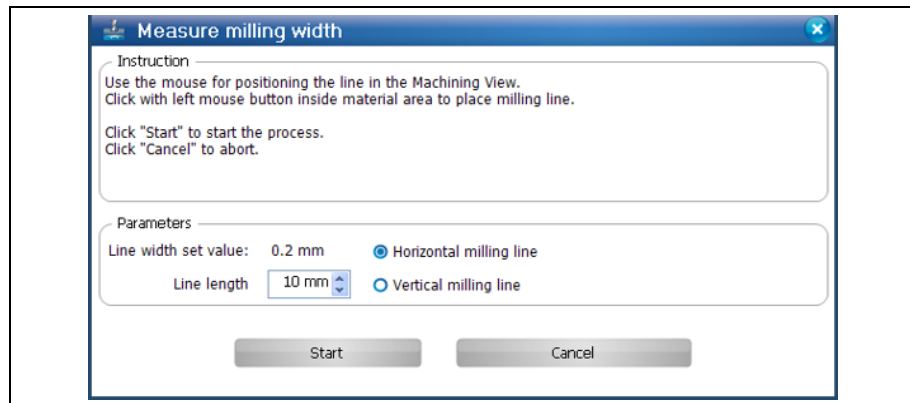 Measure milling width
Instruction
Use the mouse for positioning the line in the Machining View.
Click with left mouse button inside material area to place milling line.
Click "Start" to start the process.
Click "Cancel" to abort.
Parameters
Line width set value: 0.2 mm Horizontal milling line
Line length 10 mm Vertical milling line
Start Cancel